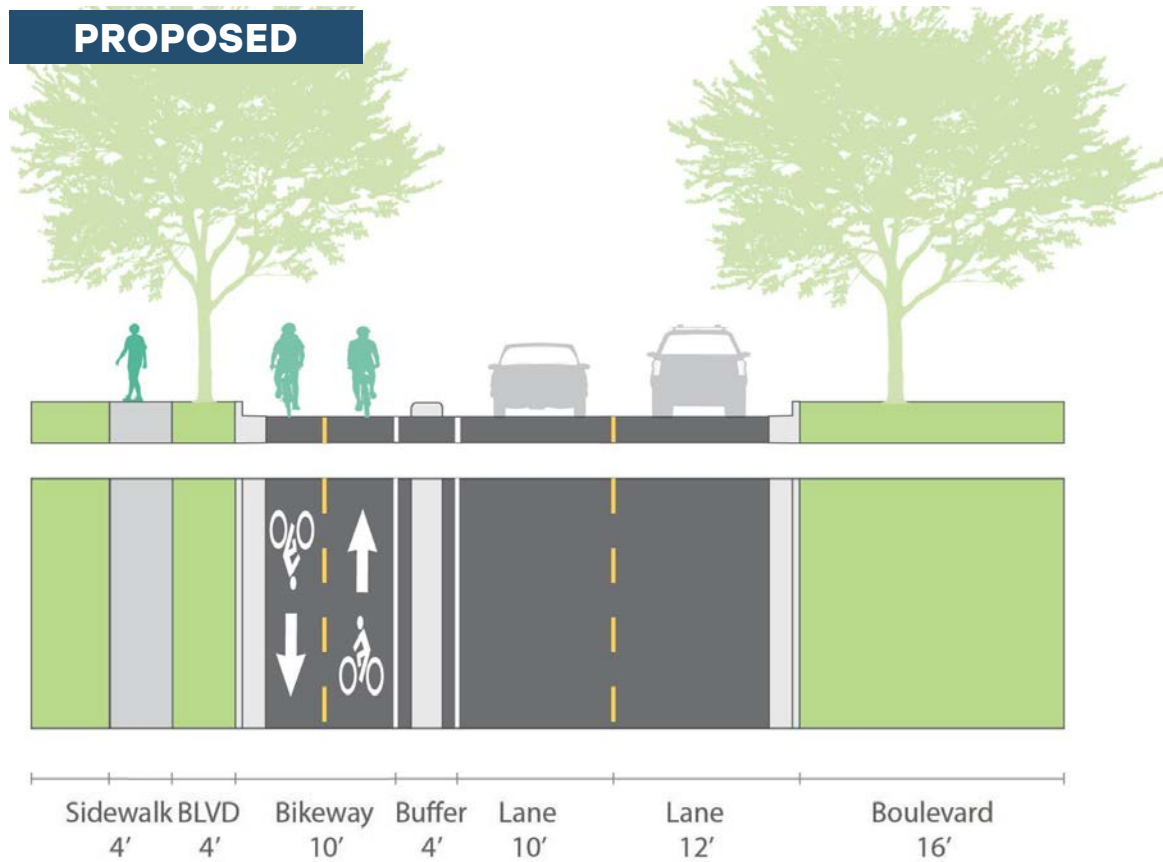 PROPOSED
Sidewalk BLVD Bikeway Buffer Lane Lane Boulevard
4’ 4’ 10’ 4’ 10’ 12’ 16’